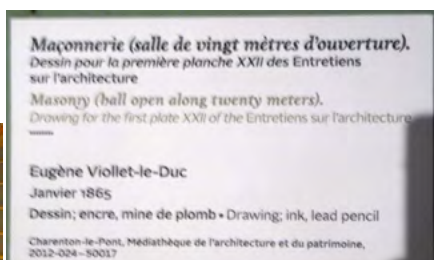 Maçonnerie (salle de vingt mètres d'ouverture).
Dessin pour la première planche XXII des Entretiens
sur l'architecture
Masonry (hall open along twenty meters).
Drawing for the first plate XXII of the Entretiens sur l'architecture
Eugène Viollet-le-Duc
Janvier 1865
Dessin; encre, mine de plomb • Drawing; ink, lead pencil
Charenton-le-Pont, Médiathèque de l'architecture et du patrimoine,
2012-024-50017